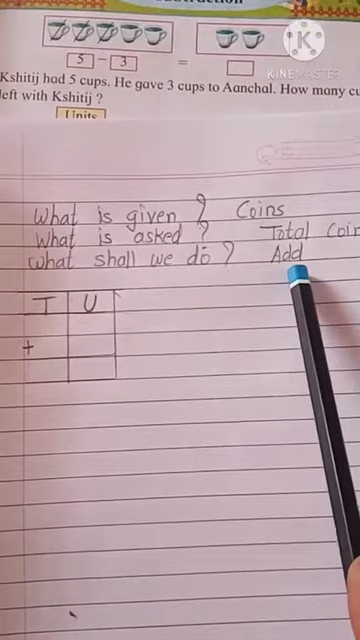 5 - 3 =
KINEMASTER
Kshitij had 5 cups. He gave 3 cups to Aanchal. How many cu
left with Kshitij ?
Units
What is given ? Coins
What is asked ? Total Coin
What shall we do ? Add
T U
+